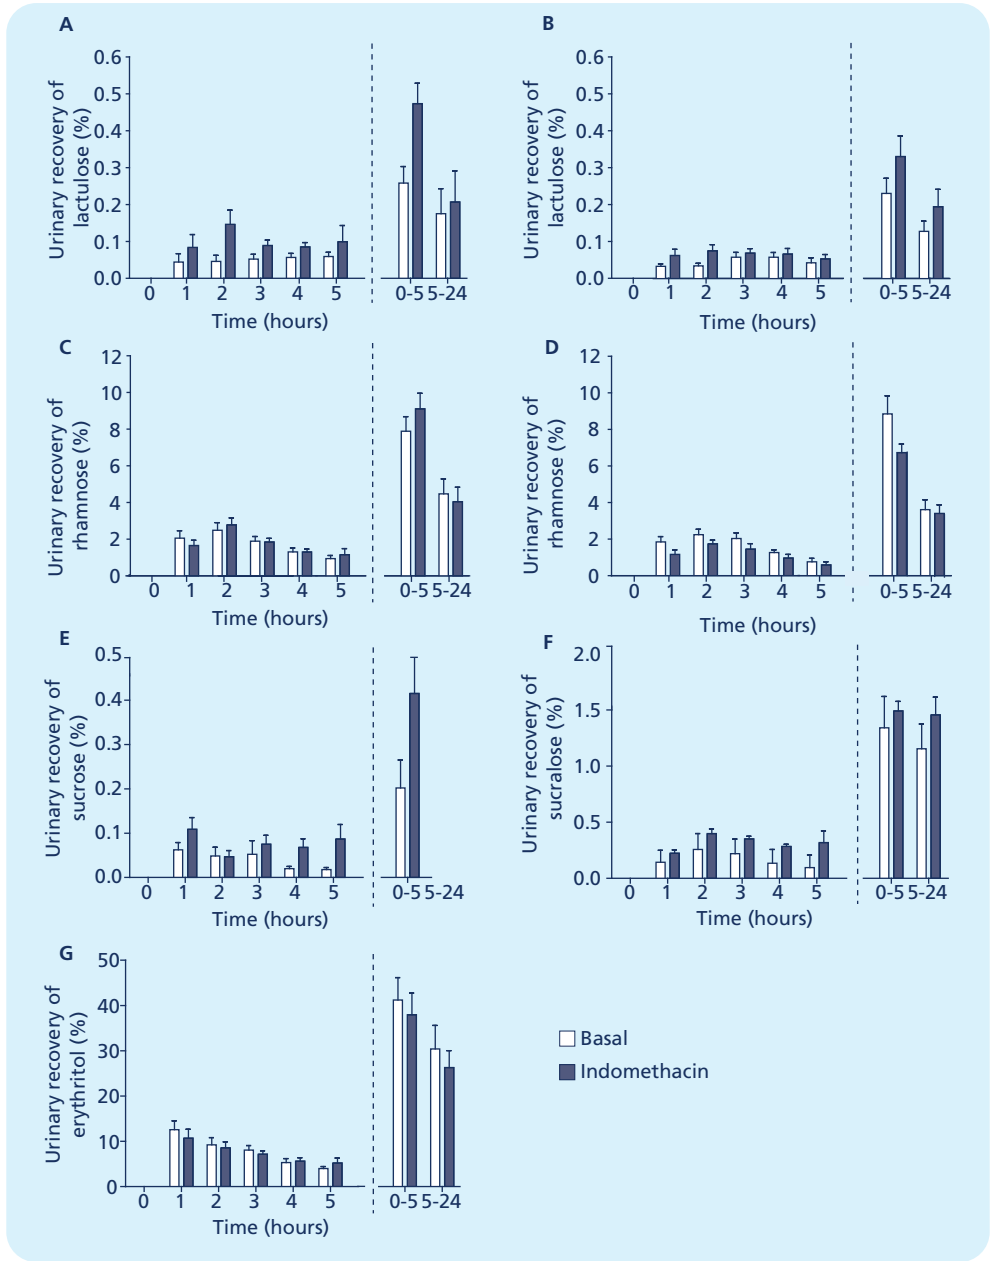 A
Urinary recovery of
lactulose (%)
0.6
0.5
0.4
0.3
0.2
0.1
0.0
0 1 2 3 4 5 0-5 5-24
Time (hours)
B
Urinary recovery of
lactulose (%)
0.6
0.5
0.4
0.3
0.2
0.1
0.0
0 1 2 3 4 5 0-5 5-24
Time (hours)
C
Urinary recovery of
rhamnose (%)
12
10
8
6
4
2
0
0 1 2 3 4 5 0-5 5-24
Time (hours)
D
Urinary recovery of
rhamnose (%)
12
10
8
6
4
2
0
0 1 2 3 4 5 0-5 5-24
Time (hours)
E
Urinary recovery of
sucrose (%)
0.5
0.4
0.3
0.2
0.1
0.0
0 1 2 3 4 5 0-5 5-24
Time (hours)
F
Urinary recovery of
sucralose (%)
2.0
1.5
1.0
0.5
0.0
0 1 2 3 4 5 0-5 5-24
Time (hours)
G
Urinary recovery of
erythritol (%)
50
40
30
20
10
0
0 1 2 3 4 5 0-5 5-24
Time (hours)
Basal
Indomethacin